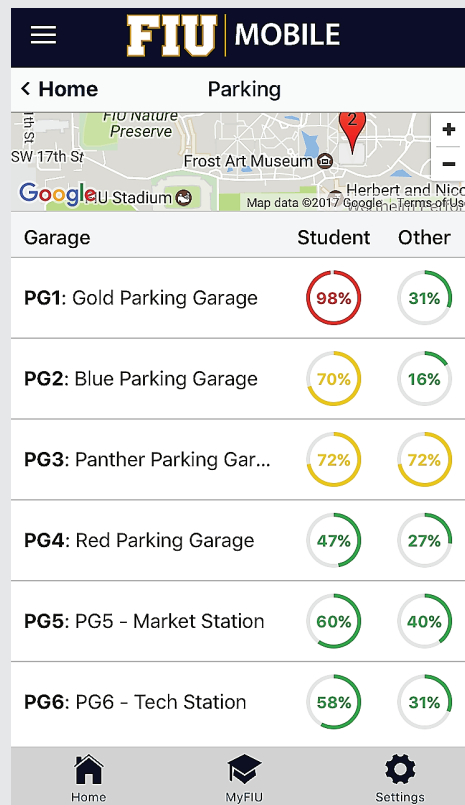 FIU MOBILE
< Home Parking
FIU Nature
Preserve
2
+
SW 17th St
Frost Art Museum
−
Herbert and Nico
Google
FIU Stadium
Map data ©2017 Google Terms of Use
Garage Student Other
PG1: Gold Parking Garage 98% 31%
PG2: Blue Parking Garage 70% 16%
PG3: Panther Parking Gar... 72% 72%
PG4: Red Parking Garage 47% 27%
PG5: PG5 - Market Station 60% 40%
PG6: PG6 - Tech Station 58% 31%
Home MyFIU Settings